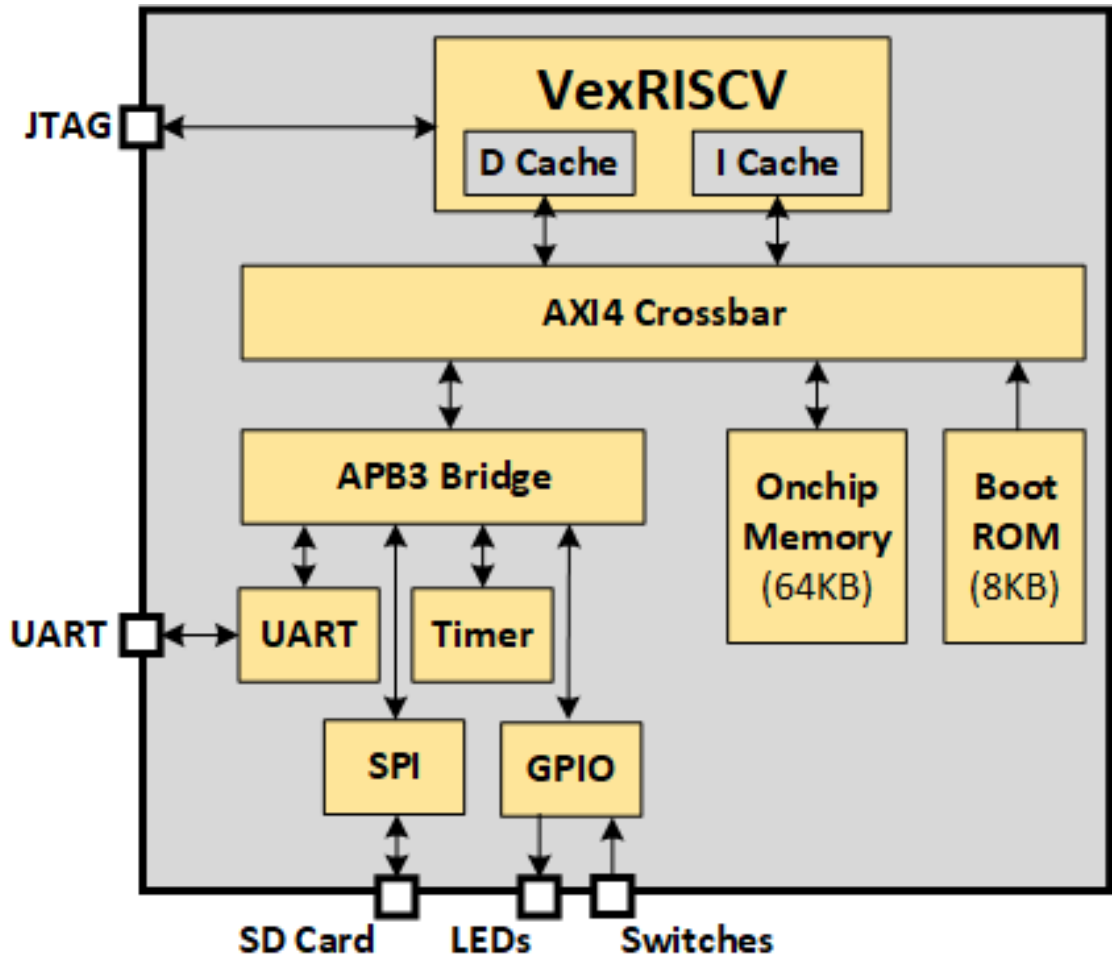 VexRISCV
JTAG
D Cache
I Cache
AXI4 Crossbar
APB3 Bridge
Onchip
Memory
(64KB)
Boot
ROM
(8KB)
UART
UART
Timer
SPI
GPIO
SD Card
LEDs
Switches